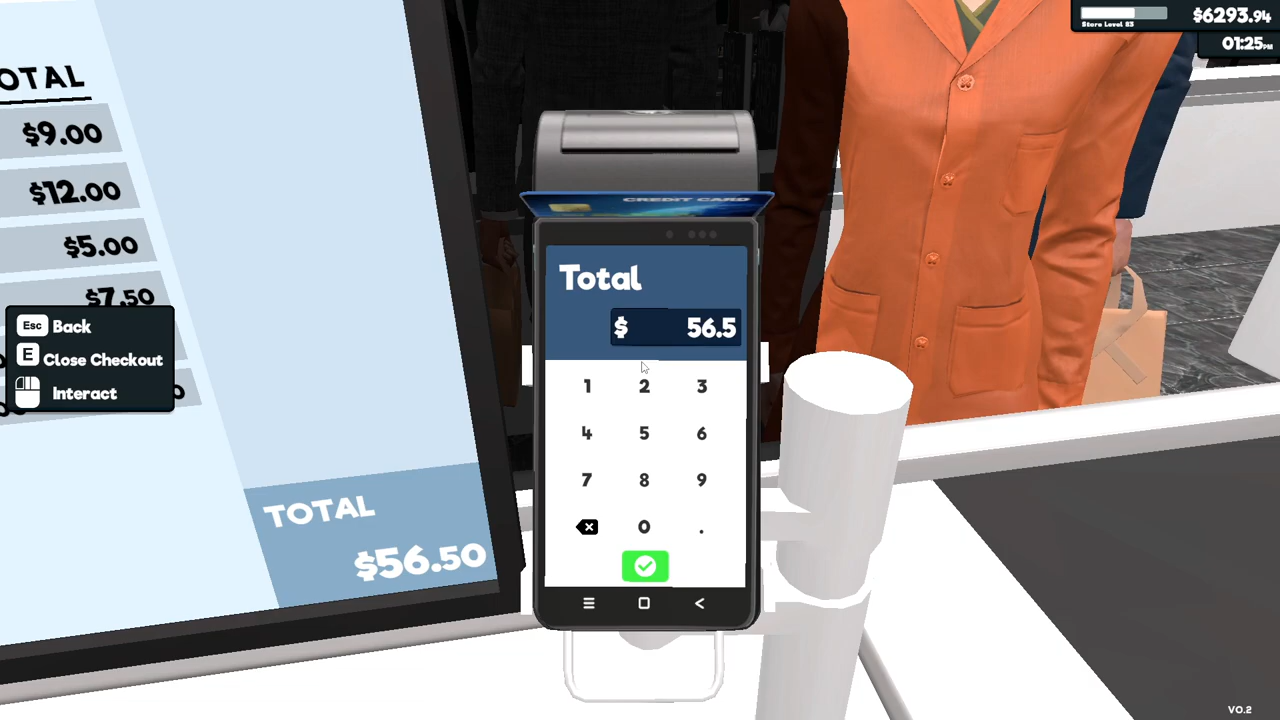 $6293.94
Store Level 83
01:25PM
OTAL
$9.00
$12.00
$5.00
$7.50
Esc Back
E Close Checkout
Interact
TOTAL
$56.50
CREDIT CARD
Total
$ 56.5
1 2 3
4 5 6
7 8 9
0 .
V0.2